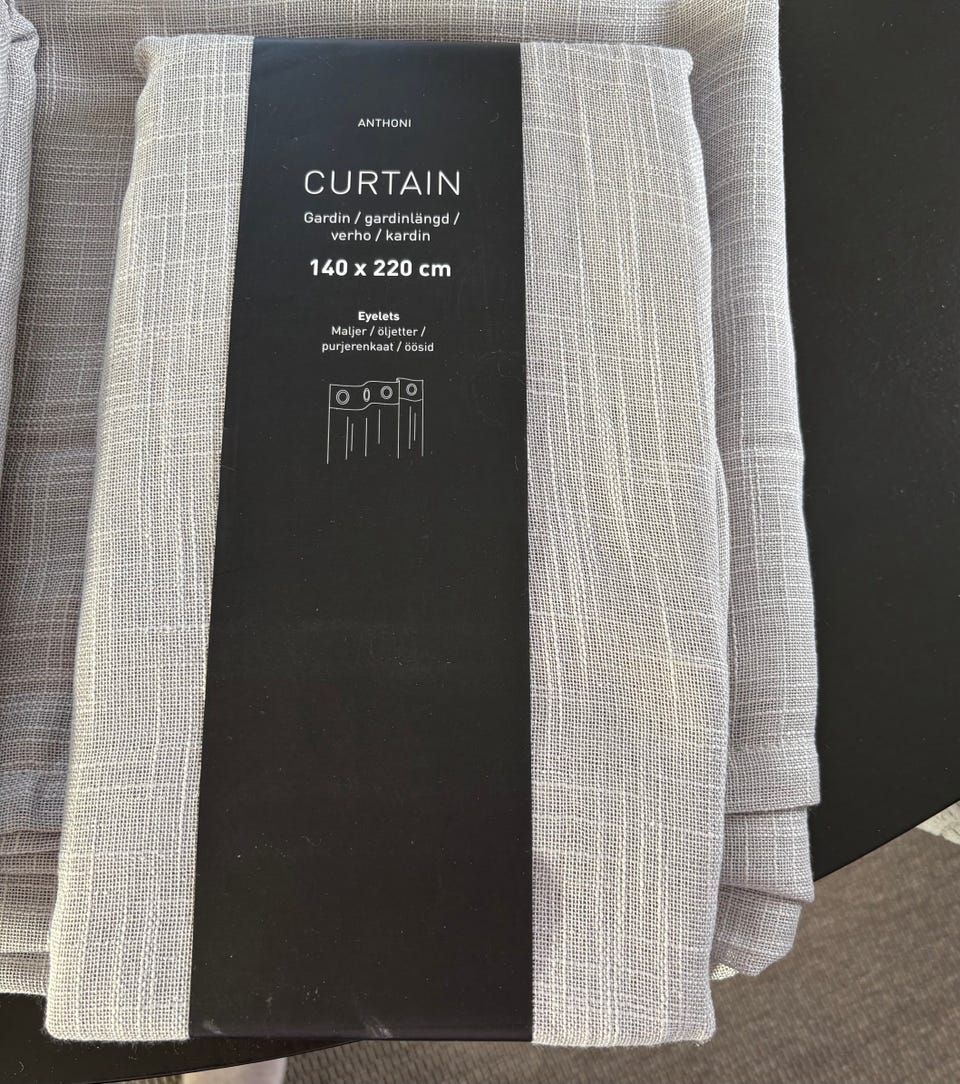 ANTHONI
CURTAIN
Gardin / gardinlängd /
verho / kardin
140 x 220 cm
Eyelets
Maljer / öljetter /
purjerenkaat / öösid